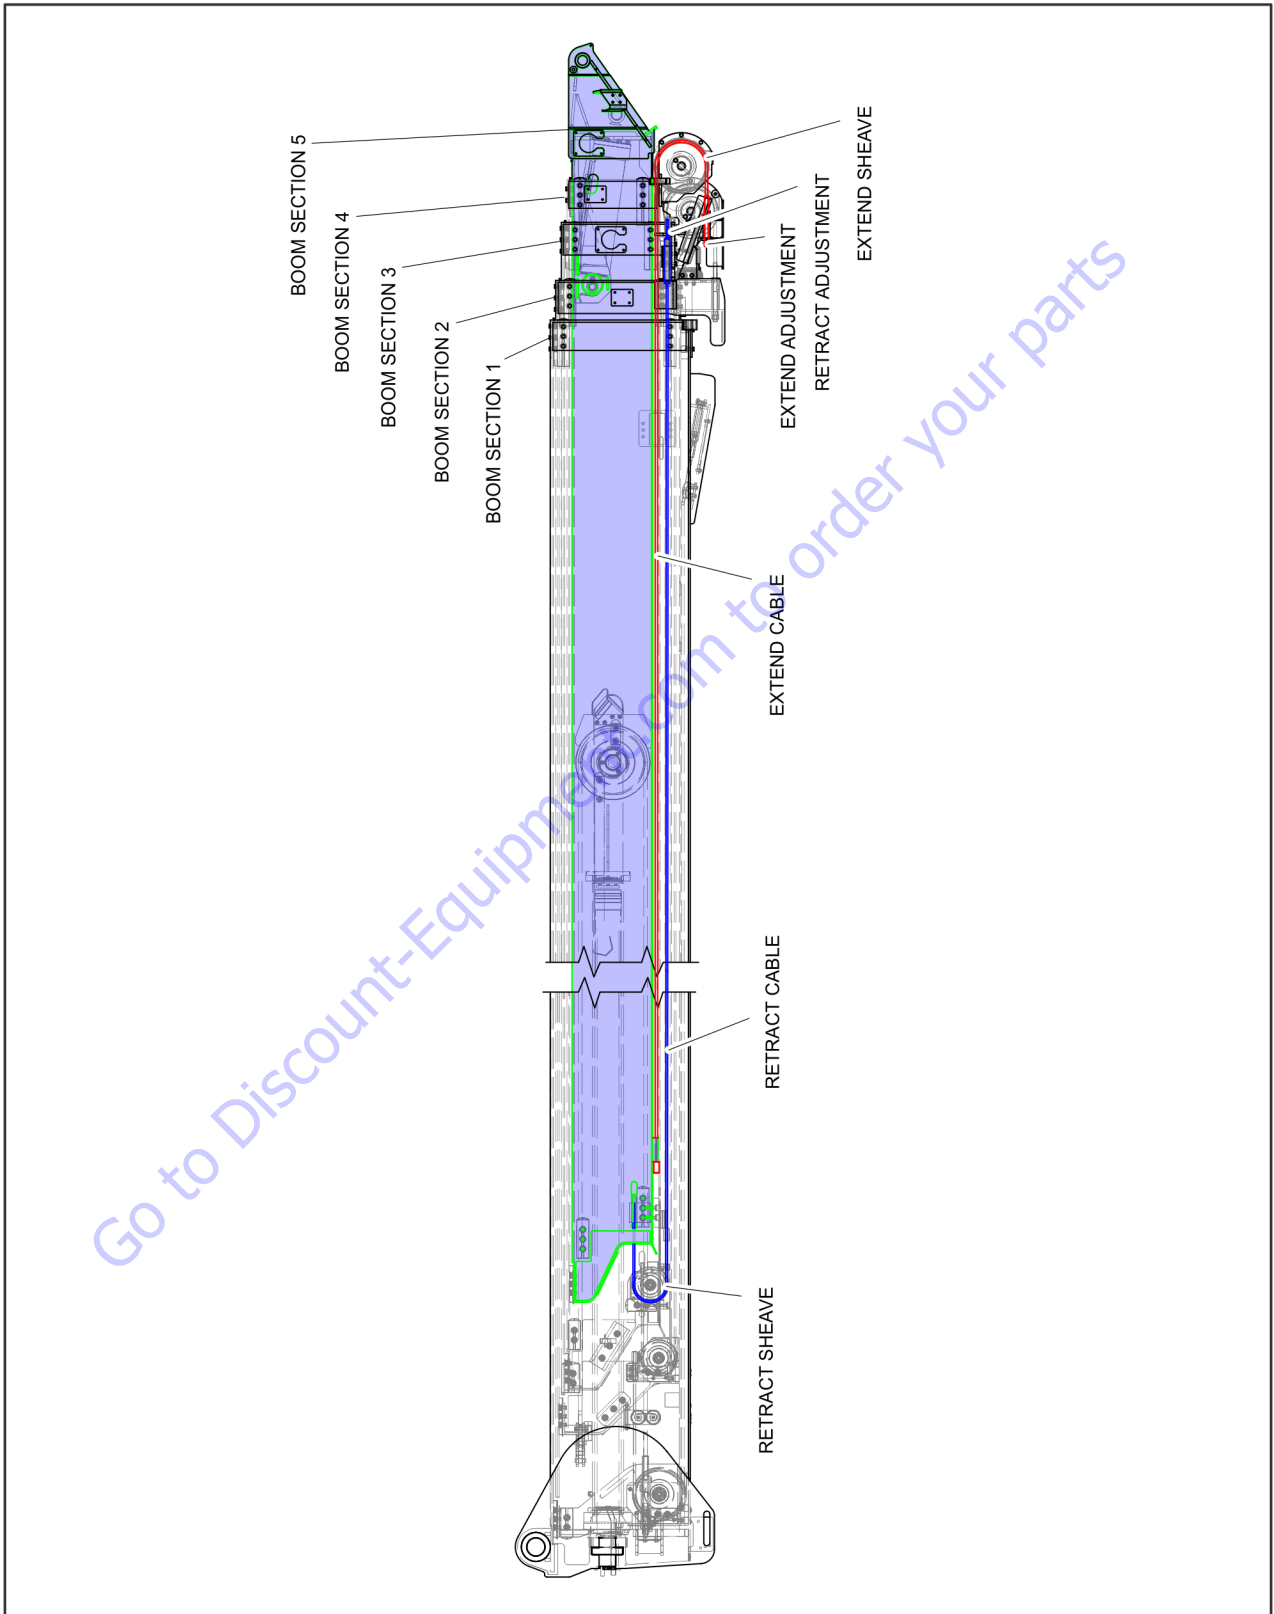 BOOM SECTION 5
BOOM SECTION 4
BOOM SECTION 3
BOOM SECTION 2
BOOM SECTION 1
EXTEND SHEAVE
RETRACT ADJUSTMENT
EXTEND ADJUSTMENT
EXTEND CABLE
RETRACT CABLE
RETRACT SHEAVE
Go to Discount-Equipment.com to order your parts